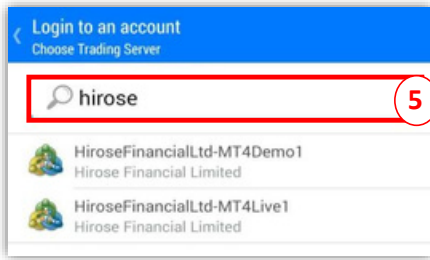 Login to an account
Choose Trading Server
hirose
5
HiroseFinancialLtd-MT4Demo1
Hirose Financial Limited
HiroseFinancialLtd-MT4Live1
Hirose Financial Limited